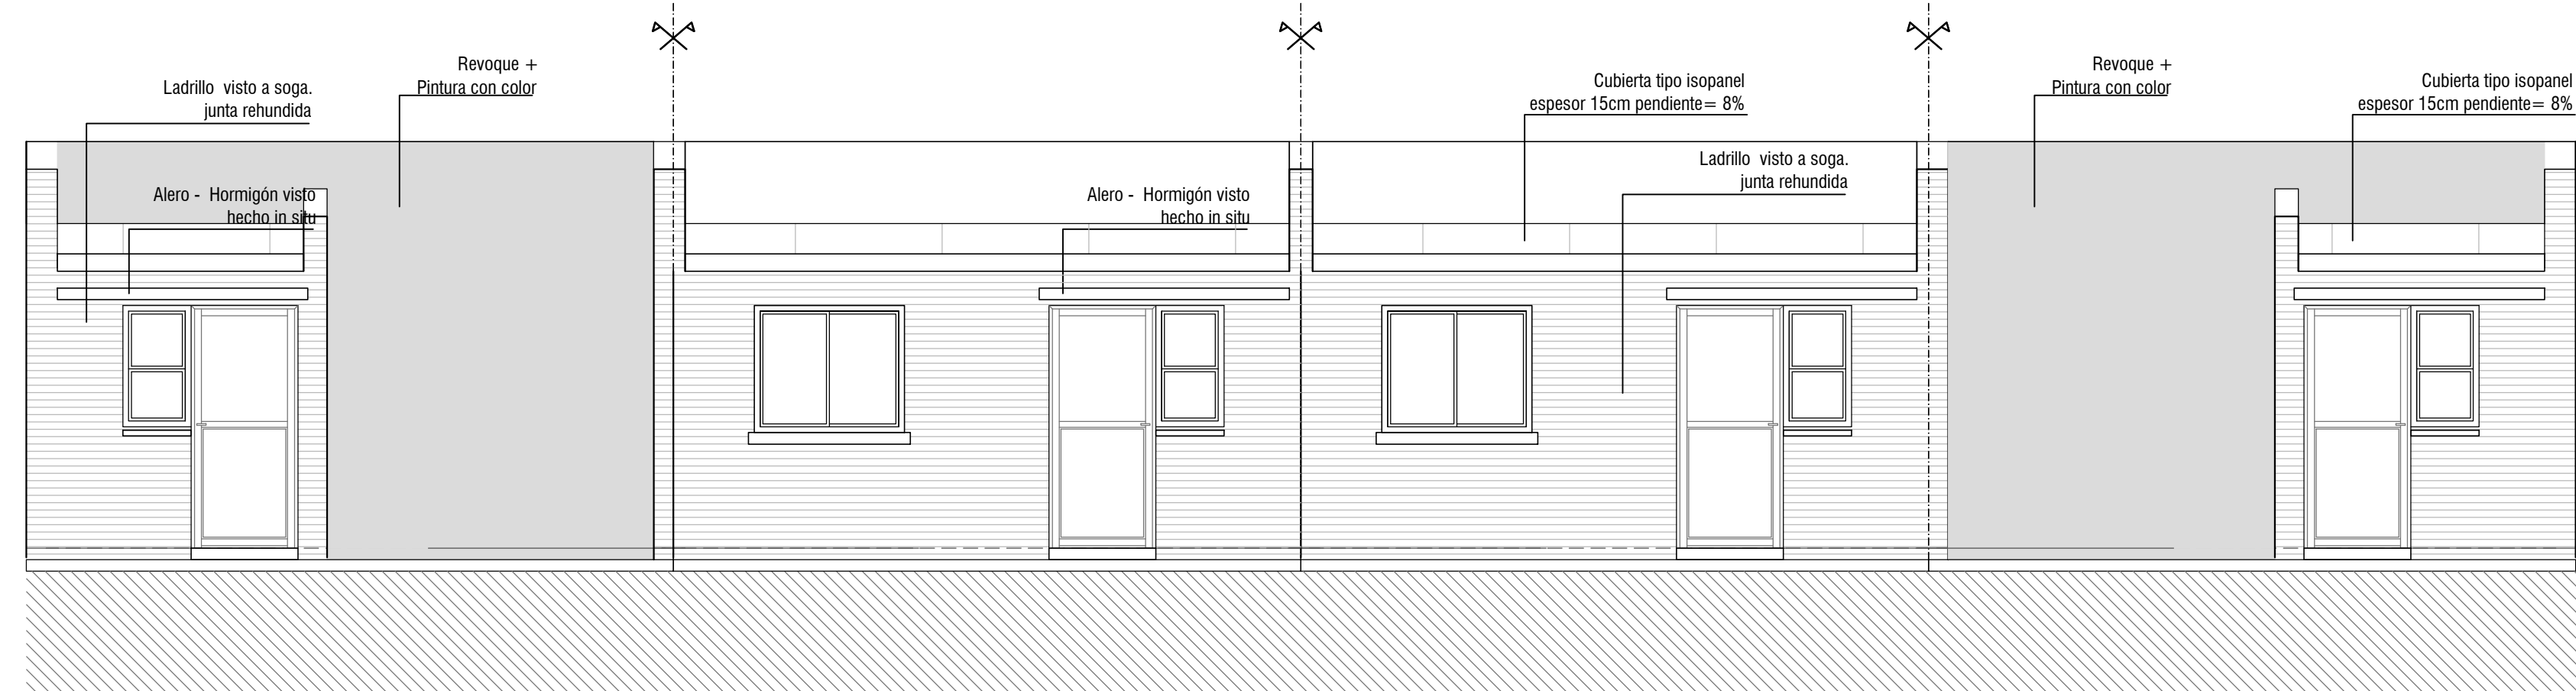 Ladrillo visto a soga.
junta rehundida
Revoque +
Pintura con color
Alero - Hormigón visto
hecho in situ
Alero - Hormigón visto
hecho in situ
Cubierta tipo isopanel
espesor 15cm pendiente= 8%
Ladrillo visto a soga.
junta rehundida
Revoque +
Pintura con color
Cubierta tipo isopanel
espesor 15cm pendiente= 8%